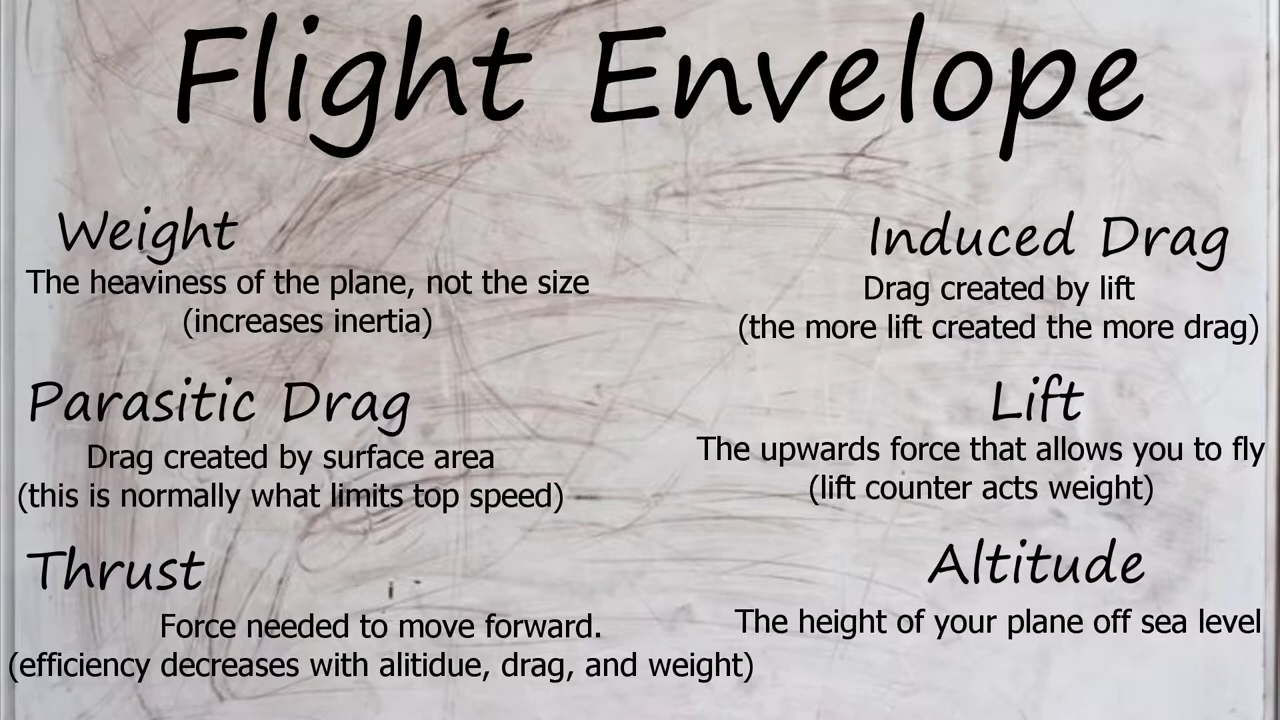 Flight Envelope
Weight
The heaviness of the plane, not the size
(increases inertia)
Parasitic Drag
Drag created by surface area
(this is normally what limits top speed)
Thrust
Force needed to move forward.
(efficiency decreases with alitidue, drag, and weight)
Induced Drag
Drag created by lift
(the more lift created the more drag)
Lift
The upwards force that allows you to fly
(lift counter acts weight)
Altitude
The height of your plane off sea level